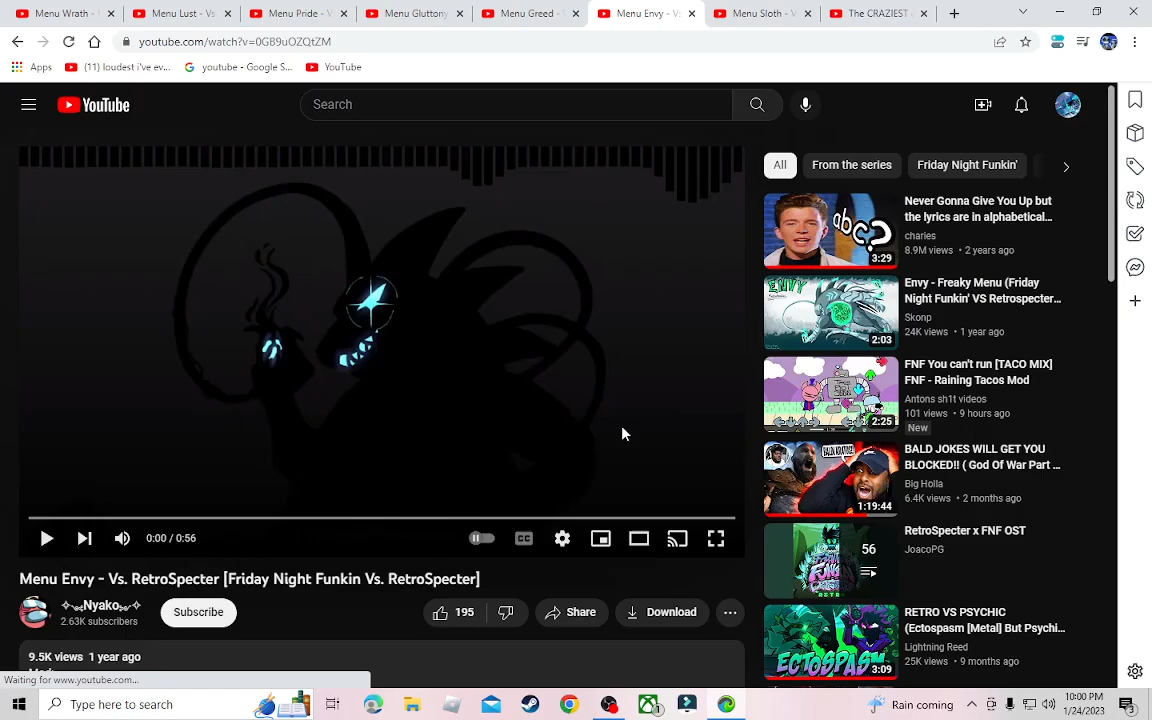 Menu Wrath - V
Menu Lust - Vs.
Menu Pride - V
Menu Gluttony
Menu Greed -
Menu Envy - Vs
Menu Sloth - V
The CRAZIEST
youtube.com/watch?v=0G89uOZQtZM
Apps
(11) loudest i've ev...
youtube - Google S...
YouTube
YouTube
Search
All
From the series
Friday Night Funkin'
Never Gonna Give You Up but
the lyrics are in alphabetical...
charies
8.9M views • 2 years ago
abc?
3:29
ENVY
2:03
Envy - Freaky Menu (Friday
Night Funkin' VS Retrospecter...
Skonp
24K views • 1 year ago
2:25
FNF You can't run [TACO MIX]
FNF - Raining Tacos Mod
Antons sh1t videos
101 views • 9 hours ago
New
1:19:44
BALD JOKES WILL GET YOU
BLOCKED!! ( God Of War Part ...
Big Holla
6.4K views • 2 months ago
56
RetroSpecter x FNF OST
JoacoPG
ECTOSPASM
3:09
RETRO VS PSYCHIC
(Ectospasm [Metal] But Psychi...
Lightning Reed
25K views • 9 months ago
0:00 / 0:56
CC
Menu Envy - Vs. RetroSpecter [Friday Night Funkin Vs. RetroSpecter]
Nyako
2.63K subscribers
Subscribe
195
Share
Download
9.5K views 1 year ago
Waiting for www.youtube.com...
Type here to search
1
Rain coming
10:00 PM
1/24/2023
3